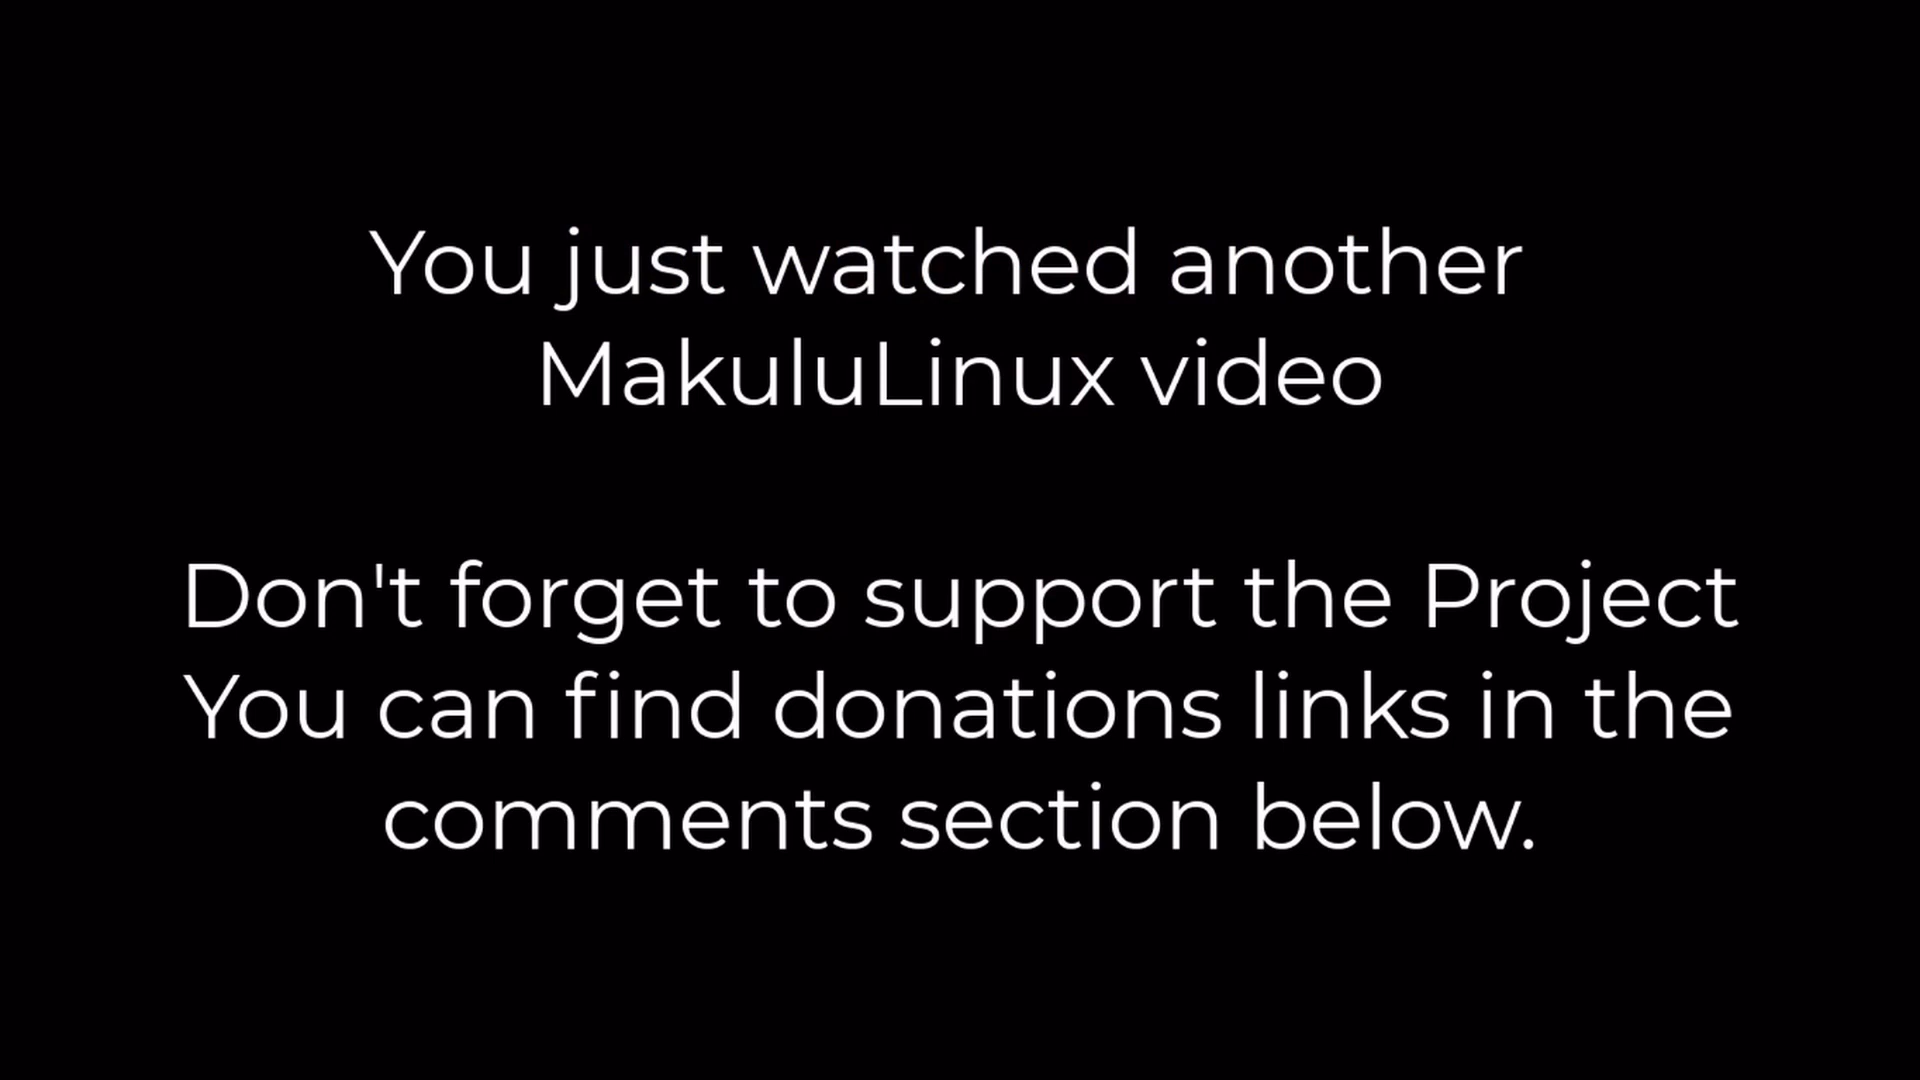 You just watched another
MakuluLinux video
Don't forget to support the Project
You can find donations links in the
comments section below.